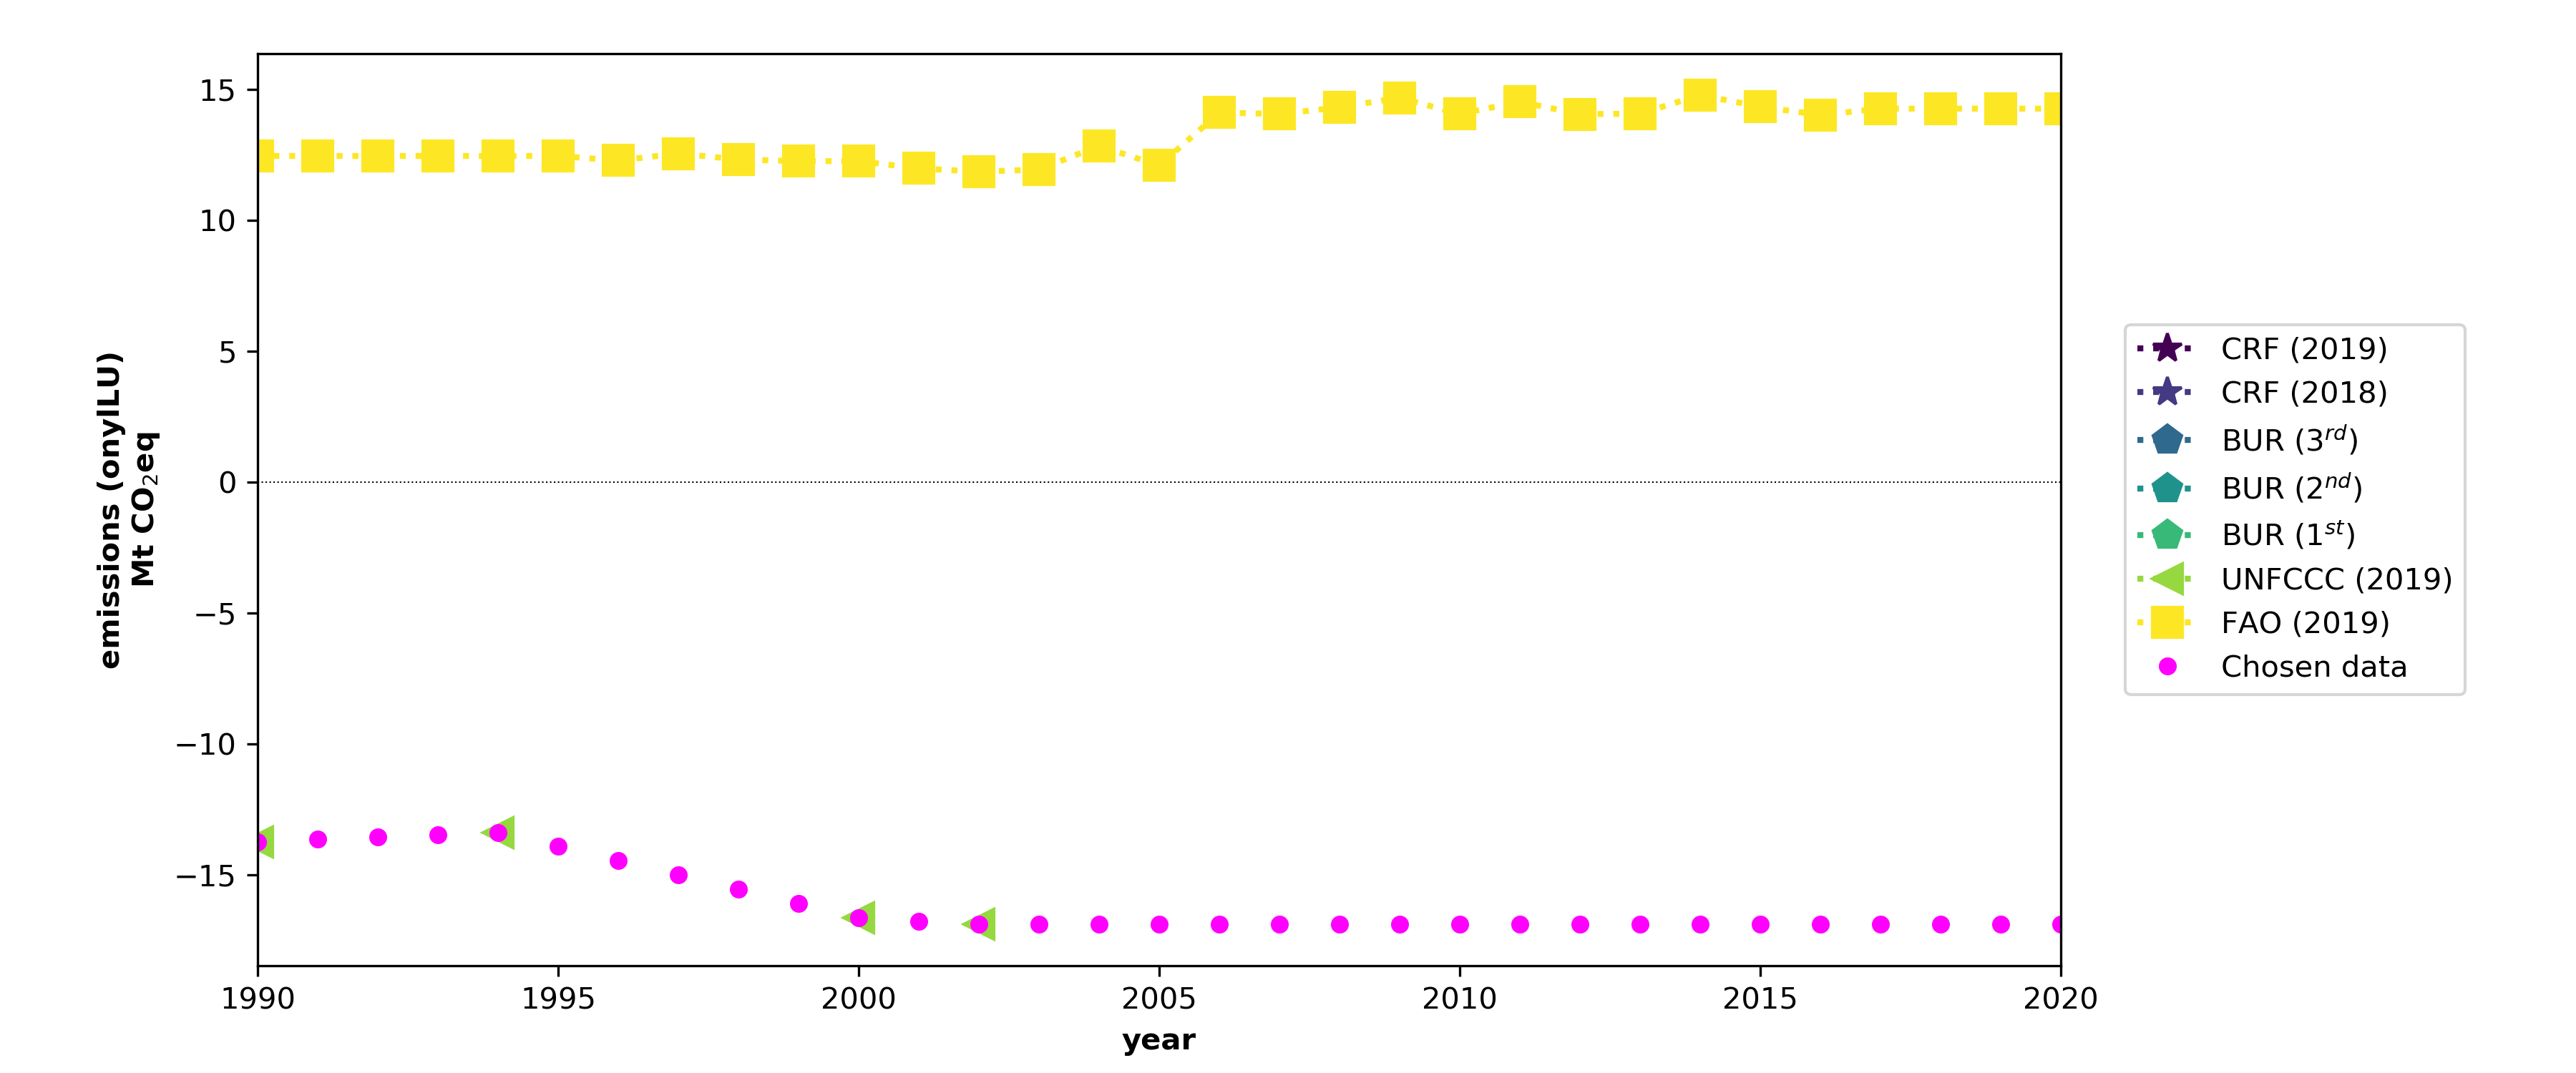 15
10
5
0
−5
−10
−15
emissions (onylLU)
Mt CO₂eq
1990 1995 2000 2005 2010 2015 2020
year
CRF (2019)
CRF (2018)
BUR (3ʳᵈ)
BUR (2ⁿᵈ)
BUR (1ˢᵗ)
UNFCCC (2019)
FAO (2019)
Chosen data